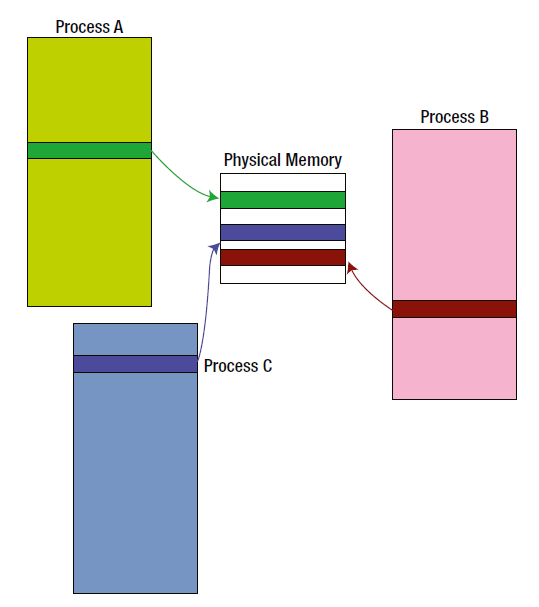 Process A
Process B
Physical Memory
Process C